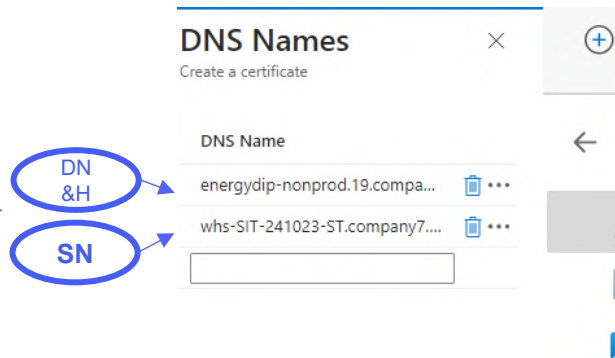 DNS Names
Create a certificate
DNS Name
DN
&H
energydip-nonprod.19.compa...
SN
whs-SIT-241023-ST.company7....